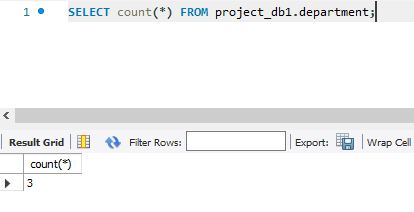 1 SELECT count(*) FROM project_db1.department;
Result Grid Filter Rows: Export: Wrap Cell
count(*)
3